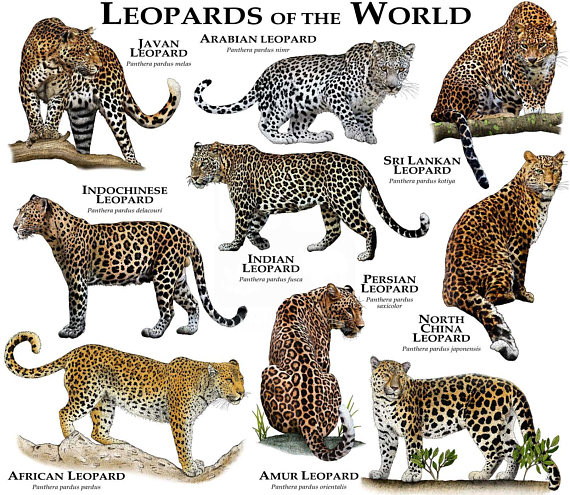 LEOPARDS OF THE WORLD
JAVAN
LEOPARD
Panthera pardus melas
ARABIAN LEOPARD
Panthera pardus nimr
SRI LANKAN
LEOPARD
Panthera pardus kotiya
INDOCHINESE
LEOPARD
Panthera pardus delacouri
INDIAN
LEOPARD
Panthera pardus fusca
PERSIAN
LEOPARD
Panthera pardus
saxicolor
NORTH
CHINA
LEOPARD
Panthera pardus japonensis
AFRICAN LEOPARD
Panthera pardus pardus
AMUR LEOPARD
Panthera pardus orientalis